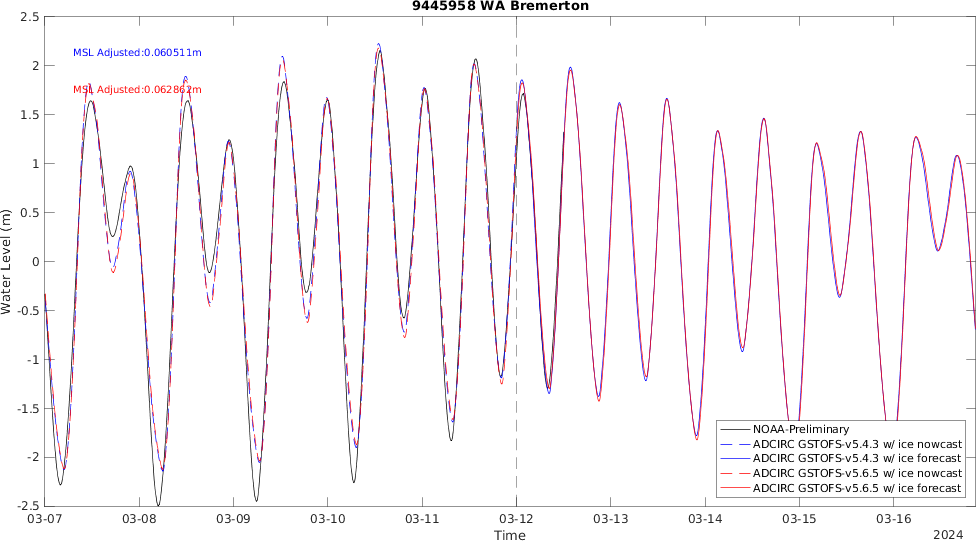 9445958 WA Bremerton
2.5
2
1.5
1
0.5
0
-0.5
-1
-1.5
-2
-2.5
Water Level (m)
MSL Adjusted:0.060511m
MSL Adjusted:0.062862m
NOAA-Preliminary
ADCIRC GSTOFS-v5.4.3 w/ ice nowcast
ADCIRC GSTOFS-v5.4.3 w/ ice forecast
ADCIRC GSTOFS-v5.6.5 w/ ice nowcast
ADCIRC GSTOFS-v5.6.5 w/ ice forecast
03-07 03-08 03-09 03-10 03-11 03-12 03-13 03-14 03-15 03-16
Time
2024